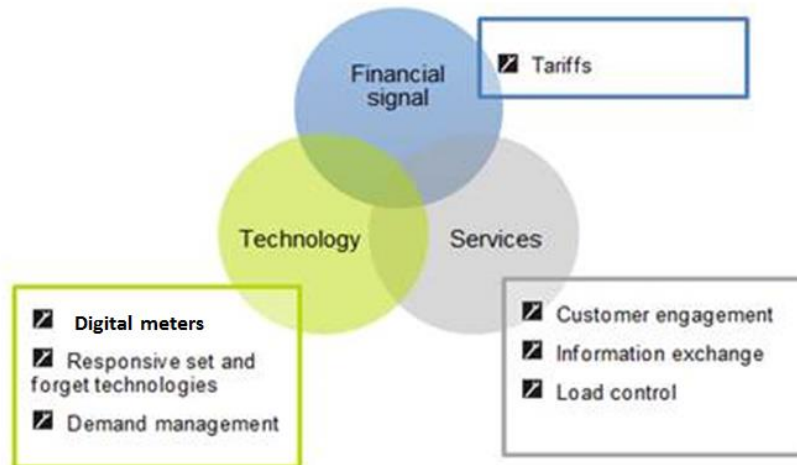 Financial
signal
Tariffs
Technology
Services
Digital meters
Responsive set and
forget technologies
Demand management
Customer engagement
Information exchange
Load control